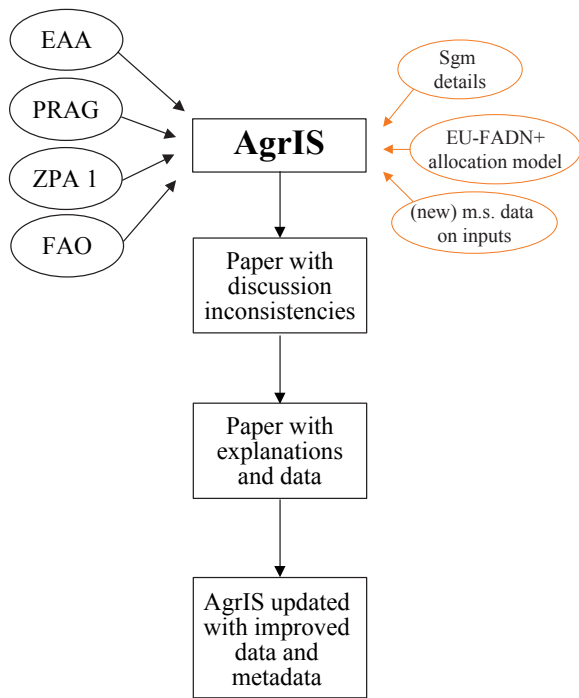 EAA
PRAG
ZPA 1
FAO
AgrIS
Sgm
details
EU-FADN+
allocation model
(new) m.s. data
on inputs
Paper with
discussion
inconsistencies
Paper with
explanations
and data
AgrIS updated
with improved
data and
metadata